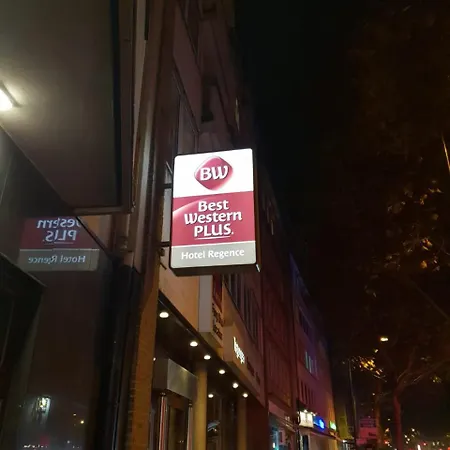 BW
Best
Western
PLUS.
Hotel Regence